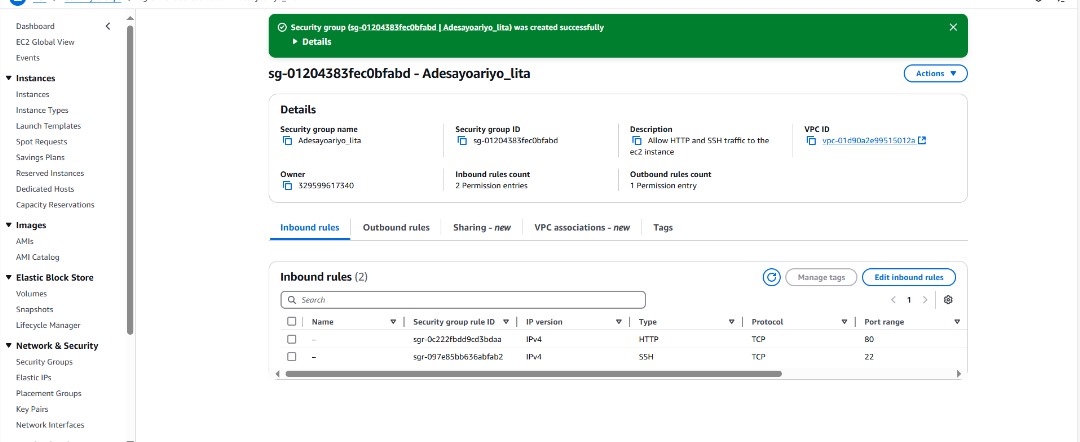 Dashboard
EC2 Global View
Events
Instances
Instances
Instance Types
Launch Templates
Spot Requests
Savings Plans
Reserved Instances
Dedicated Hosts
Capacity Reservations
Images
AMIs
AMI Catalog
Elastic Block Store
Volumes
Snapshots
Lifecycle Manager
Network & Security
Security Groups
Elastic IPs
Placement Groups
Key Pairs
Network Interfaces
Security group (sg-01204383fec0bfabd | Adesayoariyo_lita) was created successfully
Details
sg-01204383fec0bfabd - Adesayoariyo_lita
Actions
Details
Security group name
Adesayoariyo_lita
Security group ID
sg-01204383fec0bfabd
Description
Allow HTTP and SSH traffic to the
ec2 instance
VPC ID
vpc-01d90a2e99515012a
Owner
329599617340
Inbound rules count
2 Permission entries
Outbound rules count
1 Permission entry
Inbound rules
Outbound rules
Sharing - new
VPC associations - new
Tags
Inbound rules (2)
Manage tags
Edit inbound rules
Search
1
Name Security group rule ID IP version Type Protocol Port range
– sgr-0c222fbdd9cd3bdaa IPv4 HTTP TCP 80
– sgr-097e85bb636abfab2 IPv4 SSH TCP 22